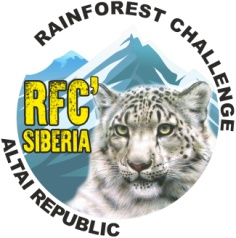 RAINFOREST CHALLENGE
RFC'
SIBERIA
ALTAI REPUBLIC